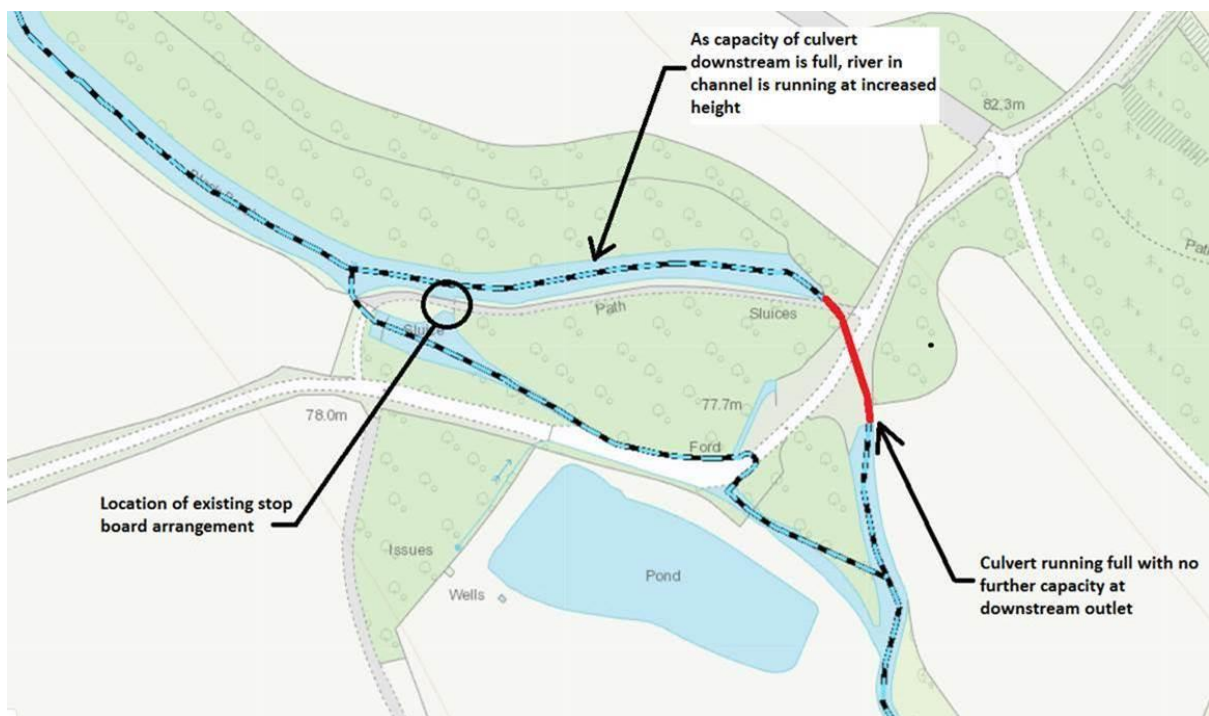 As capacity of culvert
downstream is full, river in
channel is running at increased
height
82.3m
Path
Path
Sluices
Sluice
78.0m
77.7m
Ford
Location of existing stop
board arrangement
Issues
Wells
Pond
Culvert running full with no
further capacity at
downstream outlet